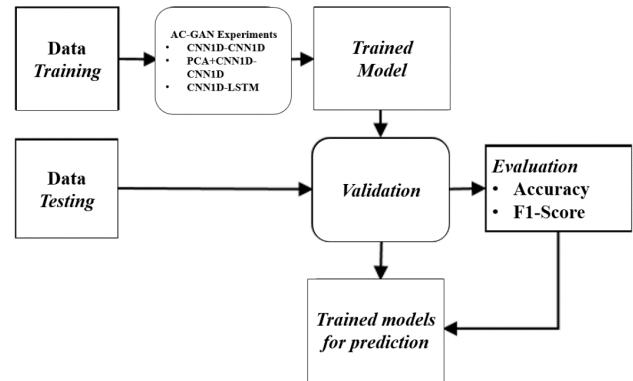 Data
Training
AC-GAN Experiments
• CNN1D-CNN1D
• PCA+CNN1D-
CNN1D
• CNN1D-LSTM
Trained
Model
Data
Testing
Validation
Evaluation
• Accuracy
• F1-Score
Trained models
for prediction